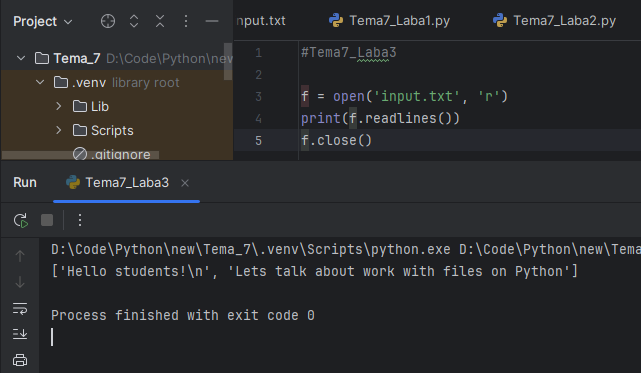 Project
nput.txt
Tema7_Laba1.py
Tema7_Laba2.py
Tema_7 D:\Code\Python\new
.venv library root
Lib
Scripts
.gitignore
1 #Tema7_Laba3
2
3 f = open('input.txt', 'r')
4 print(f.readlines())
5 f.close()
Run Tema7_Laba3
D:\Code\Python\new\Tema_7\.venv\Scripts\python.exe D:\Code\Python\new\Tema
['Hello students!\n', 'Lets talk about work with files on Python']
Process finished with exit code 0